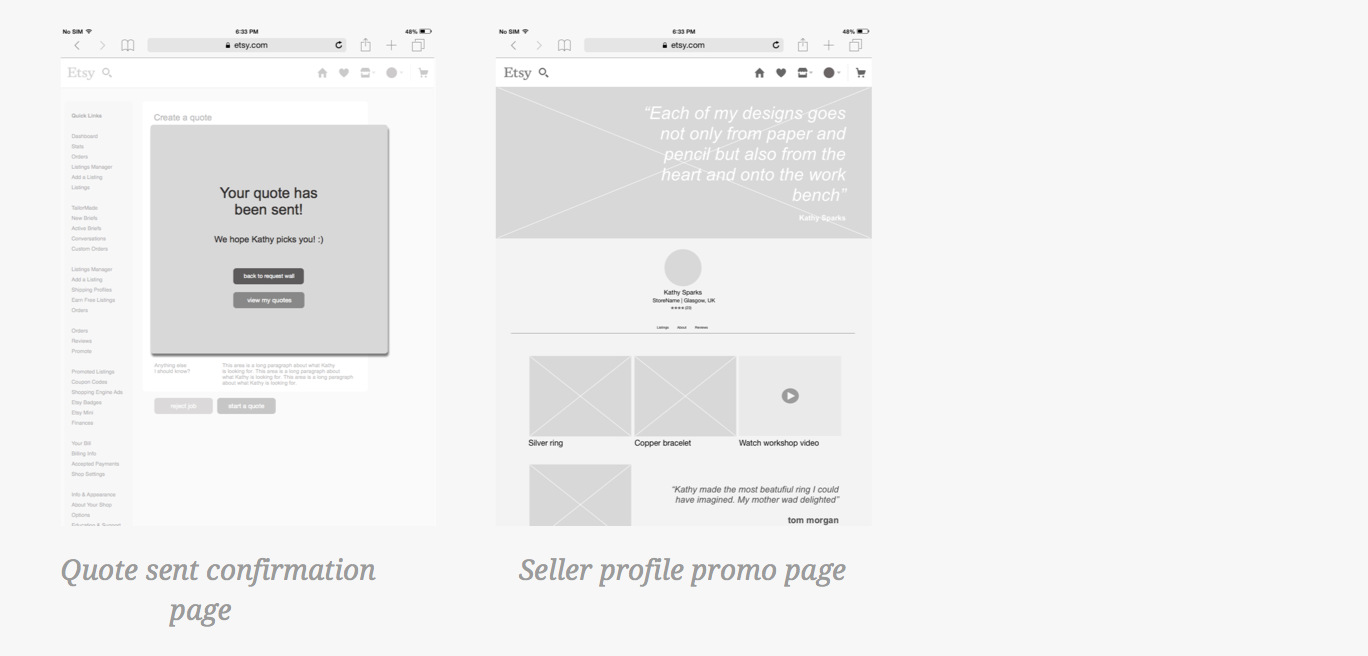 No SIM 6:33 PM 48%
etsy.com
Etsy
Quick Links
Dashboard
Stats
Orders
Listings Manager
Add a Listing
Listings
TailorMade
New Briefs
Active Briefs
Conversations
Custom Orders
Listings Manager
Add a Listing
Shipping Profiles
Earn Free Listings
Orders
Orders
Reviews
Promote
Promoted Listings
Coupon Codes
Shopping Engine Ads
Etsy Badges
Etsy Mini
Finances
Your Bill
Billing Info
Accepted Payments
Shop Settings
Info & Appearance
About Your Shop
Options
Education & Support
Create a quote
Your quote has
been sent!
We hope Kathy picks you! :)
back to request wall
view my quotes
Anything else
I should know?
This area is a long paragraph about what Kathy
is looking for. This area is a long paragraph about
what Kathy is looking for. This area is a long paragraph
about what Kathy is looking for
reject job
start a quote
Quote sent confirmation
page
No SIM 6:33 PM 48%
etsy.com
Etsy
“Each of my designs goes
not only from paper and
pencil but also from the
heart and onto the work
bench”
Kathy Sparks
Kathy Sparks
StoreName | Glasgow, UK
★★★★(23)
Listings About Reviews
Silver ring
Copper bracelet
Watch workshop video
“Kathy made the most beatufiul ring I could
have imagined. My mother wad delighted”
tom morgan
Seller profile promo page